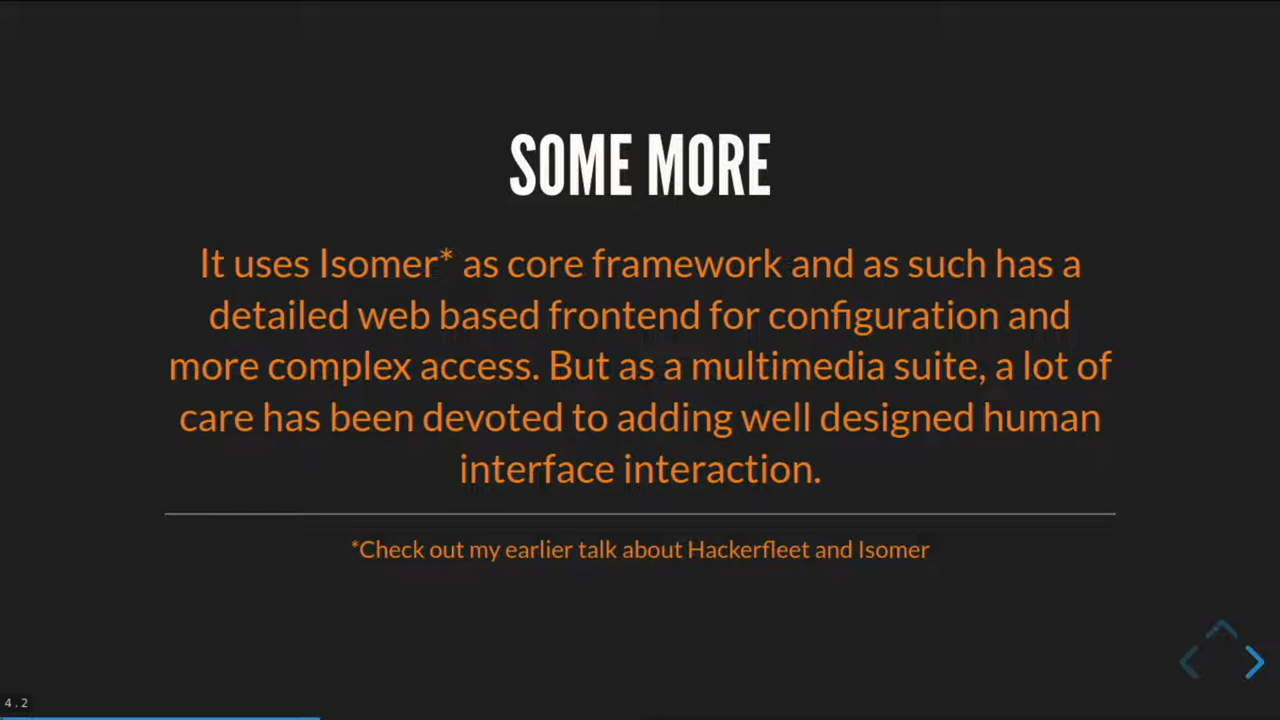 SOME MORE
It uses Isomer* as core framework and as such has a
detailed web based frontend for configuration and
more complex access. But as a multimedia suite, a lot of
care has been devoted to adding well designed human
interface interaction.
*Check out my earlier talk about Hackerfleet and Isomer
4.2